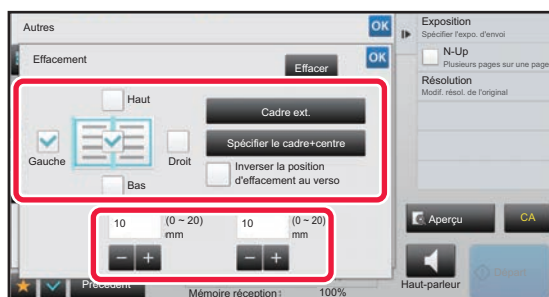 Autres
OK
Effacement
Effacer
OK
Haut
Gauche
Droit
Bas
Cadre ext.
Spécifier le cadre+centre
Inverser la position
d'effacement au verso
10
(0 ~ 20)
mm
10
(0 ~ 20)
mm
Précédent
Mémoire réception:
100%
Exposition
Spécifier l'expo. d'envoi
N-Up
Plusieurs pages sur une page
Résolution
Modif. résol. de l'original
Aperçu
CA
Haut-parleur
Départ